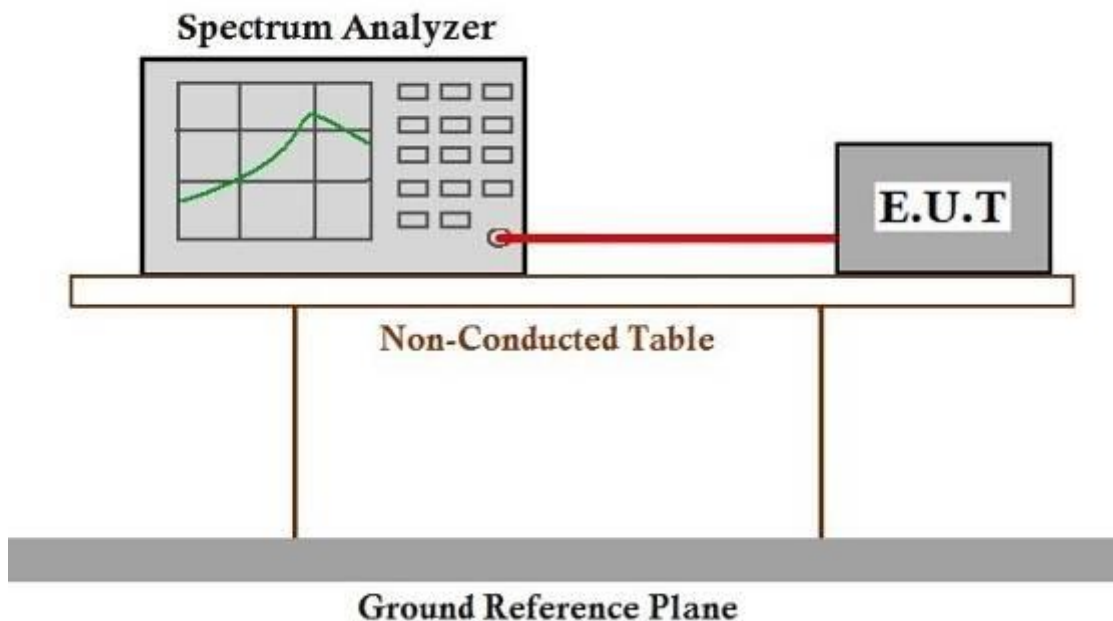 Spectrum Analyzer
E.U.T
Non-Conducted Table
Ground Reference Plane